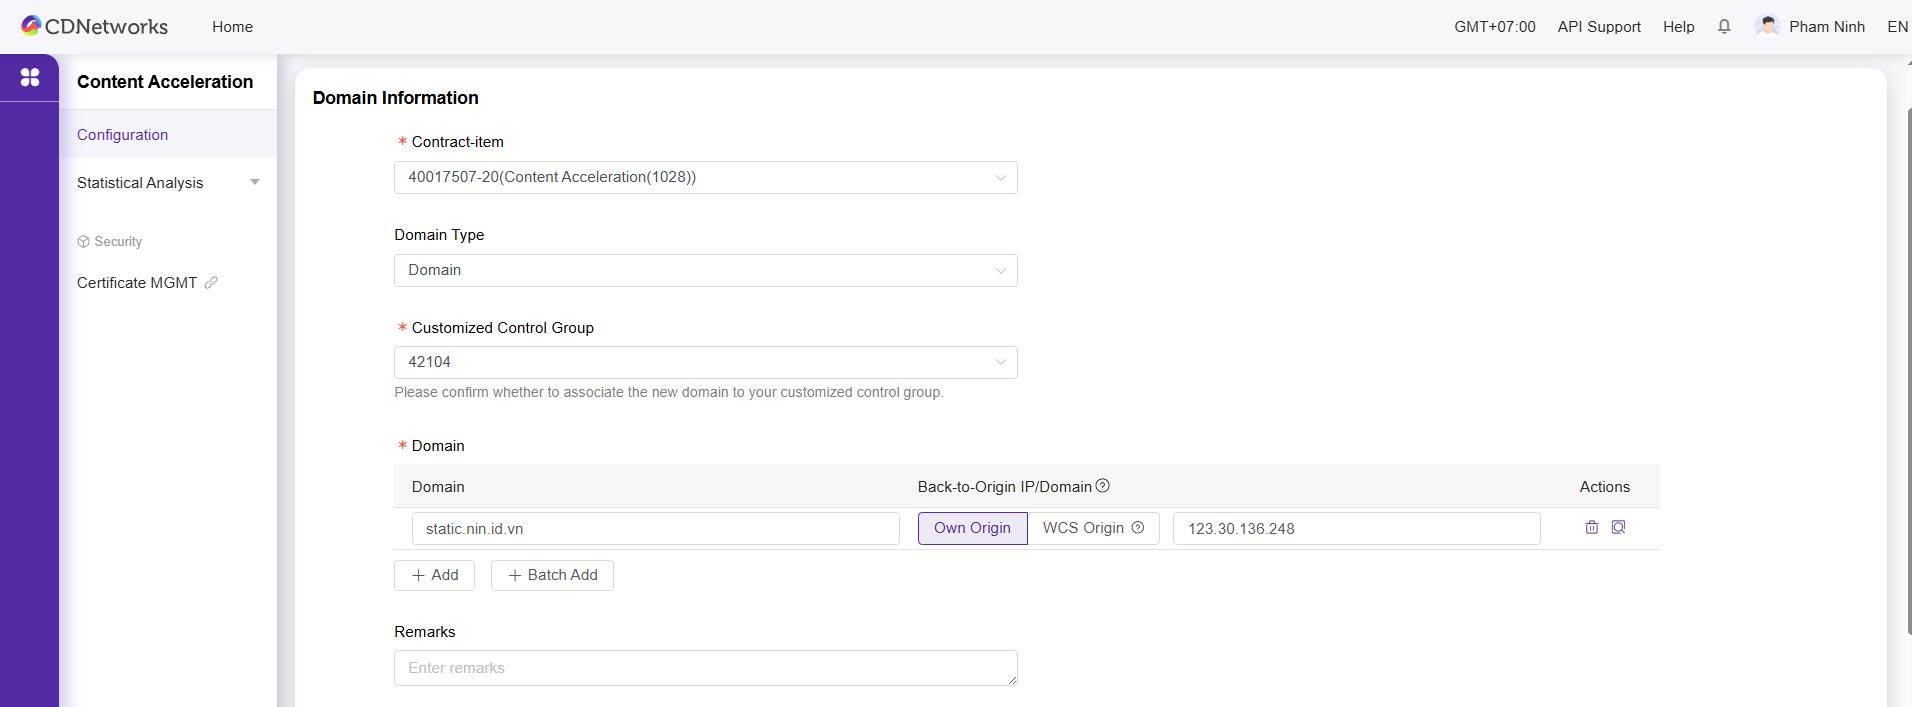 CDNetworks Home GMT+07:00 API Support Help Pham Ninh EN
Content Acceleration
Configuration
Statistical Analysis
Security
Certificate MGMT
Domain Information
* Contract-item
40017507-20(Content Acceleration(1028))
Domain Type
Domain
* Customized Control Group
42104
Please confirm whether to associate the new domain to your customized control group.
* Domain
Domain Back-to-Origin IP/Domain Actions
static.nin.id.vn Own Origin WCS Origin 123.30.136.248
+ Add + Batch Add
Remarks
Enter remarks